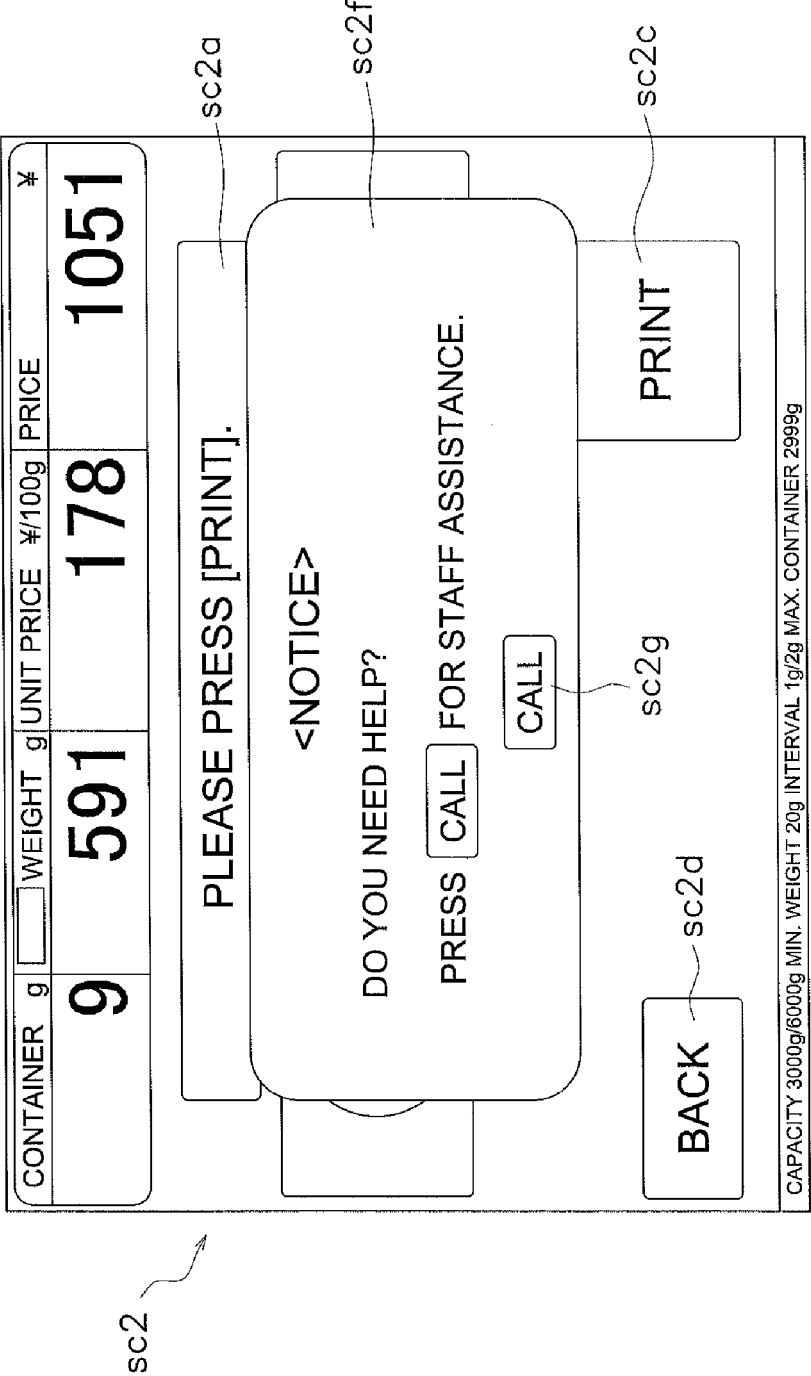 CONTAINER g WEIGHT g UNIT PRICE ¥/100g PRICE ¥
9 591 178 1051
PLEASE PRESS [PRINT].
<NOTICE>
DO YOU NEED HELP?
PRESS CALL FOR STAFF ASSISTANCE.
CALL
BACK
PRINT
CAPACITY 3000g/6000g MIN. WEIGHT 20g INTERVAL 1g/2g MAX. CONTAINER 2999g
sc2
sc2a
sc2f
sc2c
sc2g
sc2d